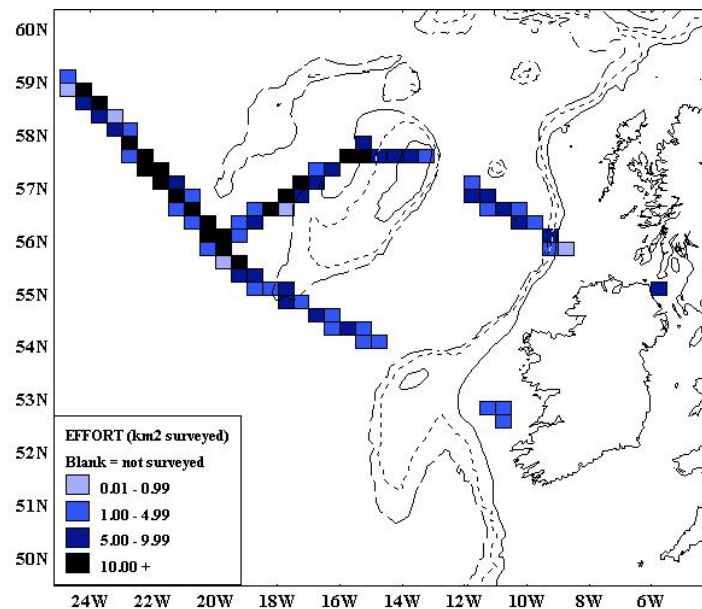 60N
59N
58N
57N
56N
55N
54N
53N
52N
51N
50N
EFFORT (km2 surveyed)
Blank = not surveyed
0.01 - 0.99
1.00 - 4.99
5.00 - 9.99
10.00 +
24W 22W 20W 18W 16W 14W 12W 10W 8W 6W